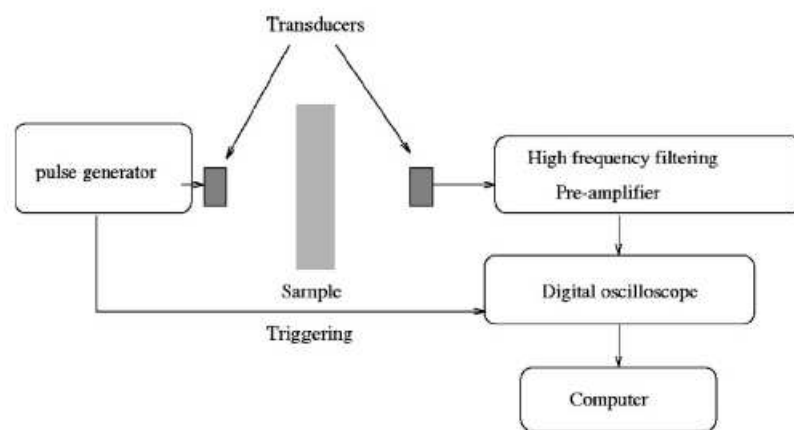 Transducers
pulse generator
High frequency filtering
Pre-amplifier
Sample
Digital oscilloscope
Triggering
Computer